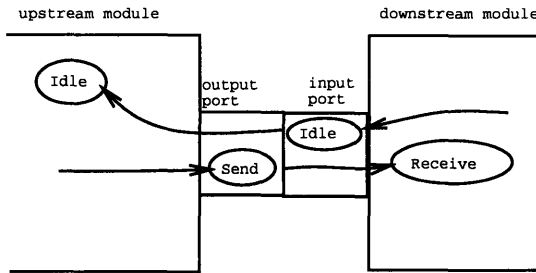 upstream module
downstream module
output
port
input
port
Idle
Idle
Send
Receive